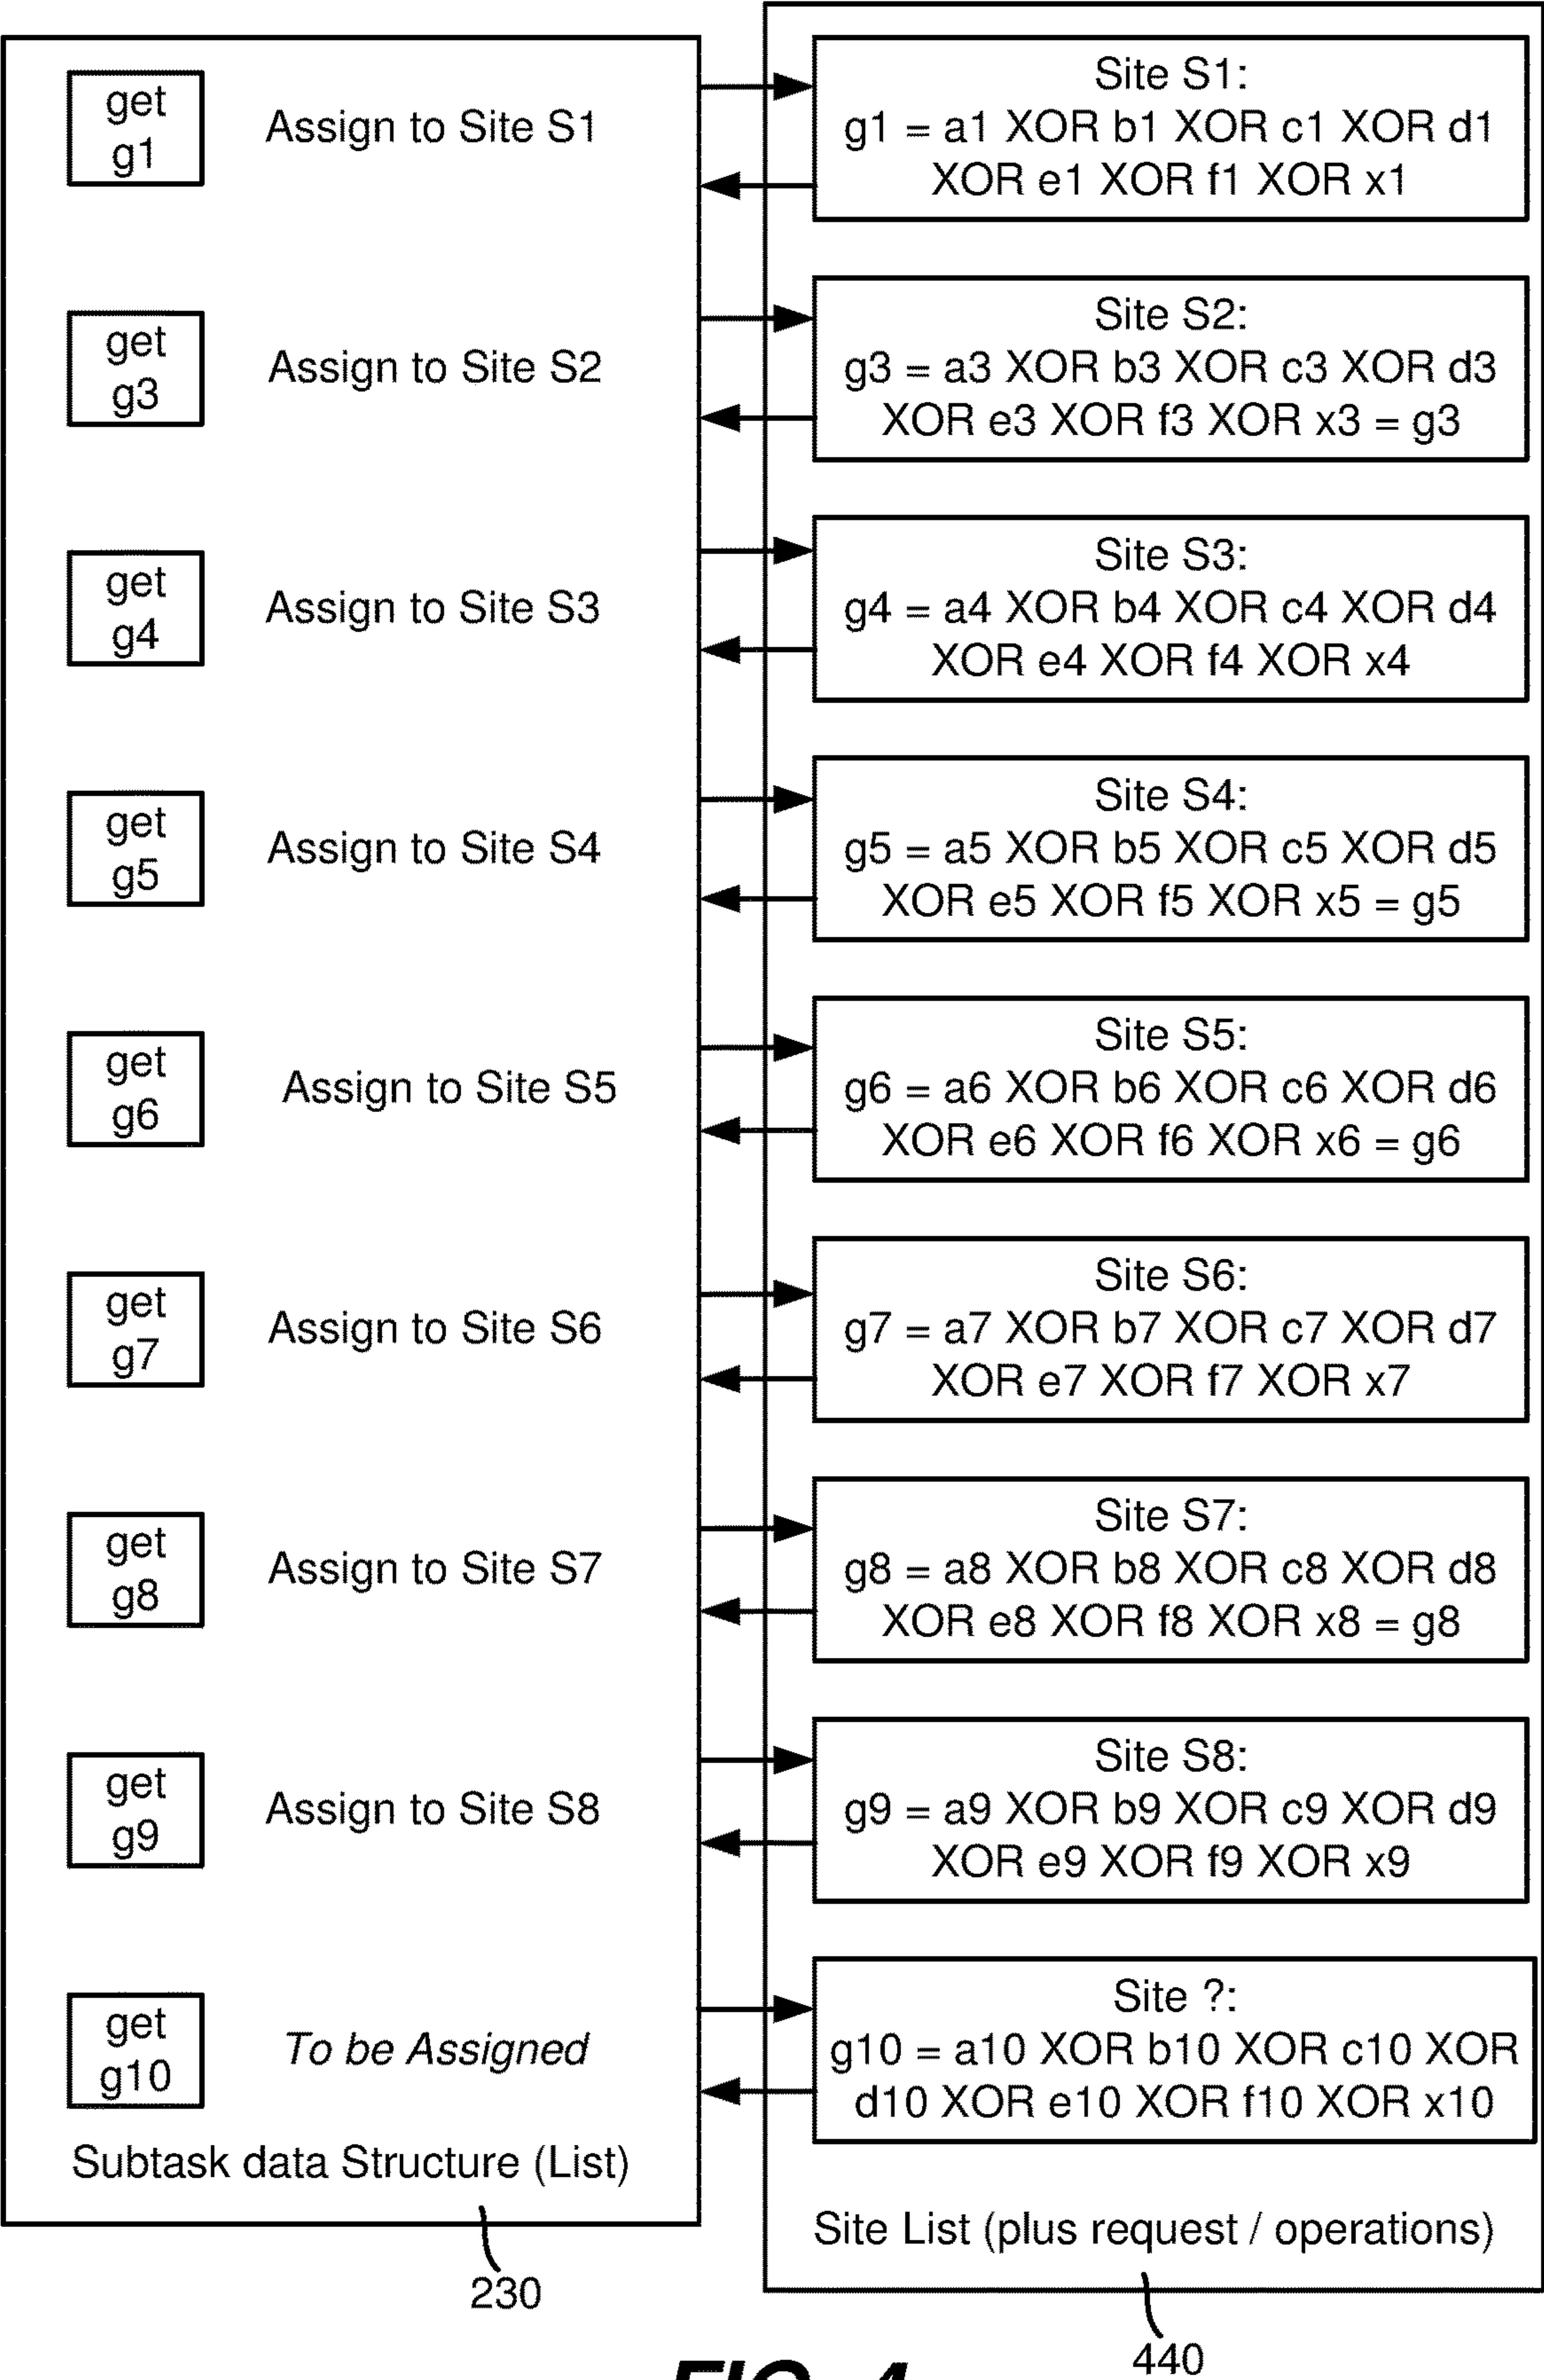 get
g1
Assign to Site S1
Site S1:
g1 = a1 XOR b1 XOR c1 XOR d1
XOR e1 XOR f1 XOR x1
get
g3
Assign to Site S2
Site S2:
g3 = a3 XOR b3 XOR c3 XOR d3
XOR e3 XOR f3 XOR x3 = g3
get
g4
Assign to Site S3
Site S3:
g4 = a4 XOR b4 XOR c4 XOR d4
XOR e4 XOR f4 XOR x4
get
g5
Assign to Site S4
Site S4:
g5 = a5 XOR b5 XOR c5 XOR d5
XOR e5 XOR f5 XOR x5 = g5
get
g6
Assign to Site S5
Site S5:
g6 = a6 XOR b6 XOR c6 XOR d6
XOR e6 XOR f6 XOR x6 = g6
get
g7
Assign to Site S6
Site S6:
g7 = a7 XOR b7 XOR c7 XOR d7
XOR e7 XOR f7 XOR x7
get
g8
Assign to Site S7
Site S7:
g8 = a8 XOR b8 XOR c8 XOR d8
XOR e8 XOR f8 XOR x8 = g8
get
g9
Assign to Site S8
Site S8:
g9 = a9 XOR b9 XOR c9 XOR d9
XOR e9 XOR f9 XOR x9
get
g10
To be Assigned
Site ?:
g10 = a10 XOR b10 XOR c10 XOR
d10 XOR e10 XOR f10 XOR x10
Subtask data Structure (List)
230
Site List (plus request / operations)
440